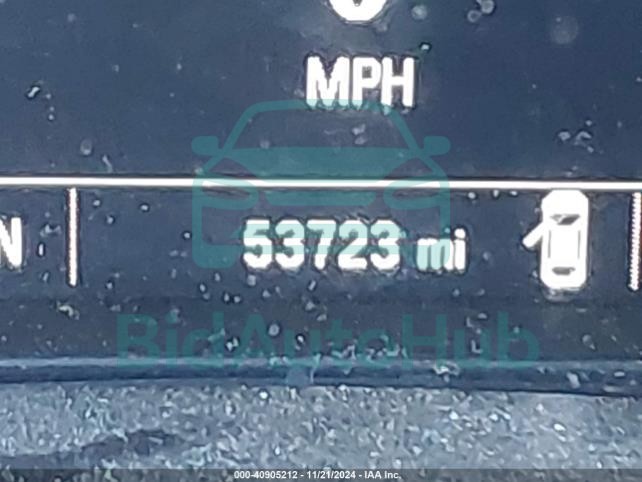 MPH
N
53723 mi
BidAutoHub
000-40905212 - 11/21/2024 - IAA Inc.